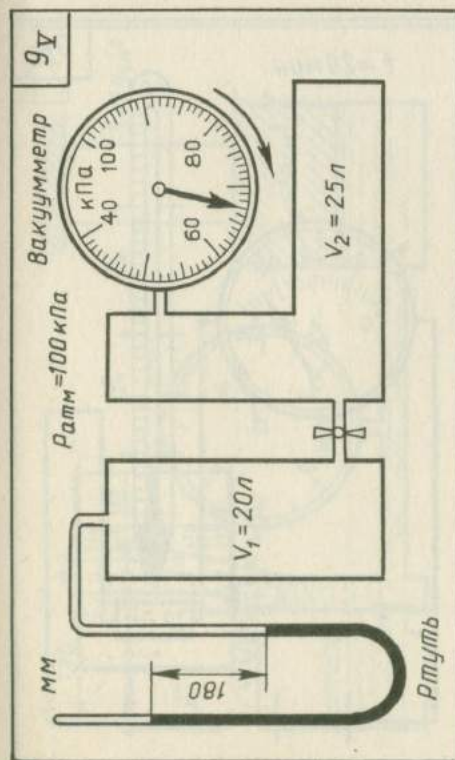 9V
Pатм=100кПа
Вакуумметр
мм
180
Ртуть
V₁=20л
V₂=25л
40
100
кПа
60
80